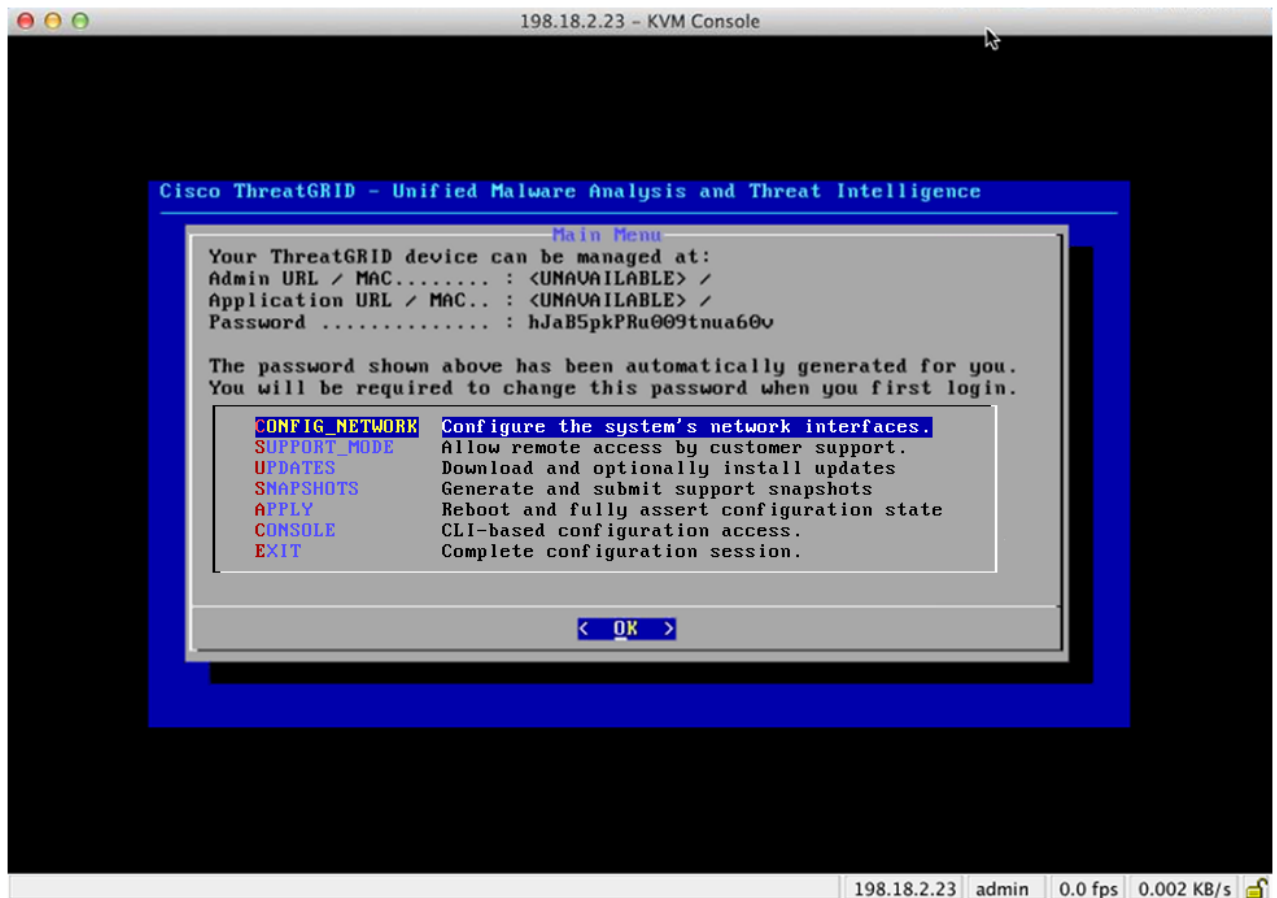 198.18.2.23 – KVM Console
Cisco ThreatGRID - Unified Malware Analysis and Threat Intelligence
Main Menu
Your ThreatGRID device can be managed at:
Admin URL / MAC........ : <UNAVAILABLE> /
Application URL / MAC.. : <UNAVAILABLE> /
Password .............. : hJaB5pkPRu009tnua60v
The password shown above has been automatically generated for you.
You will be required to change this password when you first login.
CONFIG_NETWORK Configure the system's network interfaces.
SUPPORT_MODE Allow remote access by customer support.
UPDATES Download and optionally install updates
SNAPSHOTS Generate and submit support snapshots
APPLY Reboot and fully assert configuration state
CONSOLE CLI-based configuration access.
EXIT Complete configuration session.
< OK >
198.18.2.23 admin 0.0 fps 0.002 KB/s